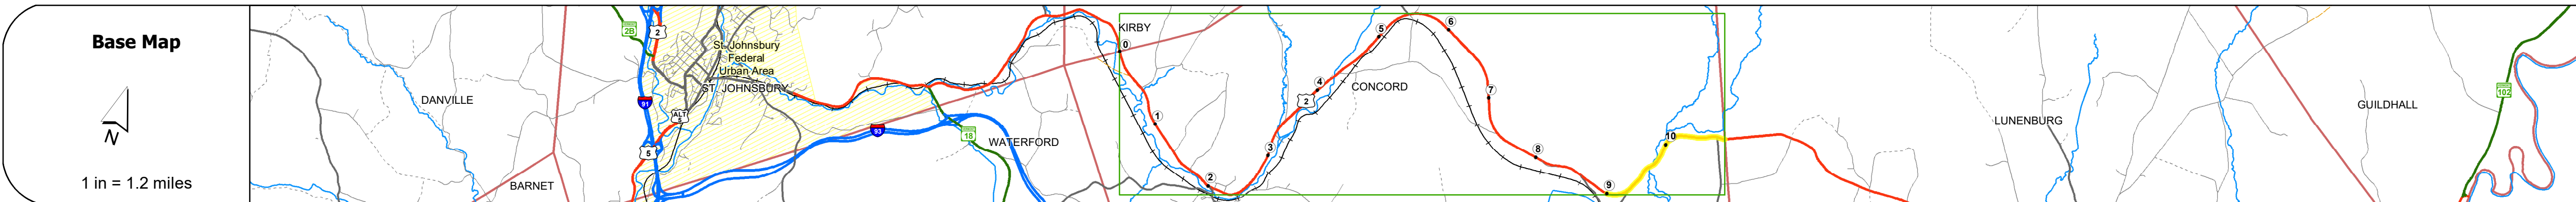 Base Map
N
1 in = 1.2 miles
DANVILLE
BARNET
2B
2
91
5
ALT
5
St. Johnsbury
Federal
Urban Area
ST. JOHNSBURY
93
18
WATERFORD
KIRBY
0
1
2
3
2
4
5
6
7
8
9
10
CONCORD
LUNENBURG
GUILDHALL
102